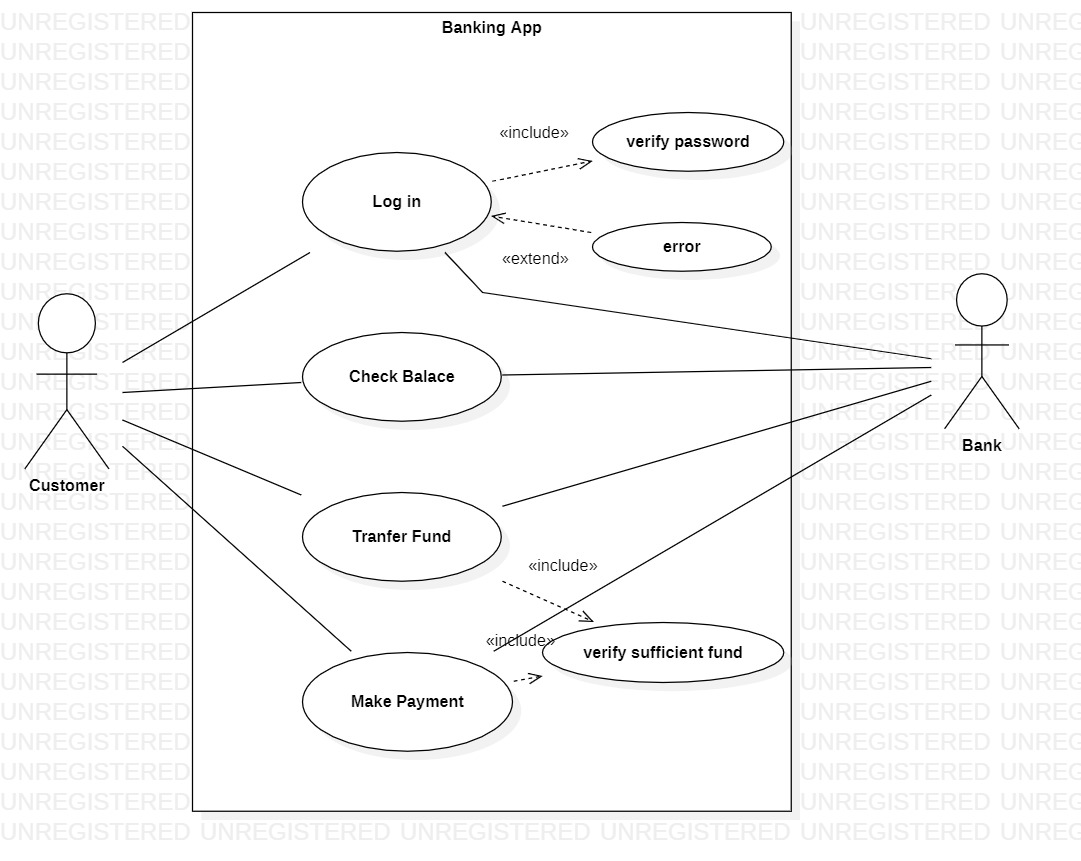 Banking App
«include»
verify password
Log in
error
«extend»
Check Balace
Customer
Bank
Tranfer Fund
«include»
«include»
verify sufficient fund
Make Payment
UNREGISTERED UNREGISTERED UNREGISTERED UNREGISTERED UNREGISTERED UNREG